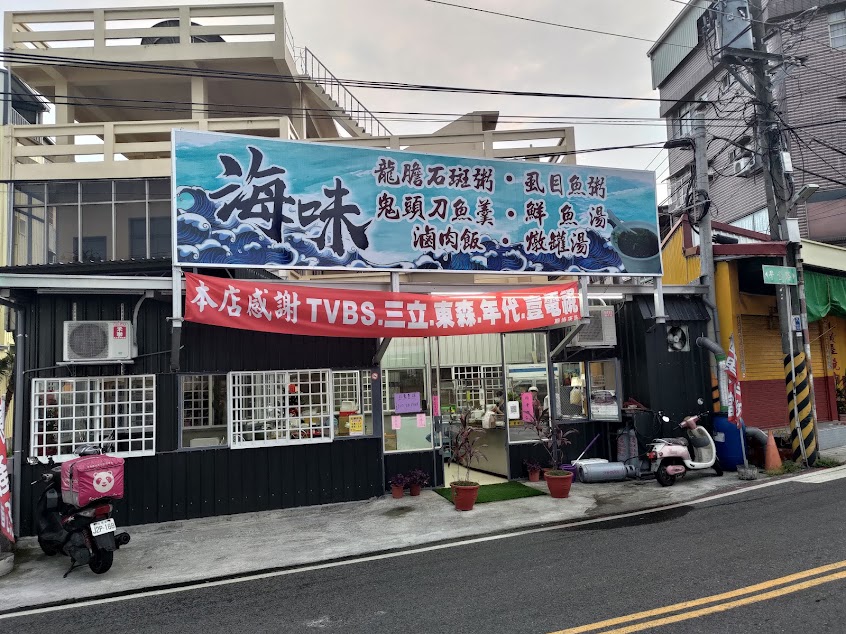 海味
龍膽石斑粥・虱目魚粥
鬼頭刀魚羹・鮮魚湯
滷肉飯・燉罐湯
本店感謝TVBS.三立.東森.年代.壹電視